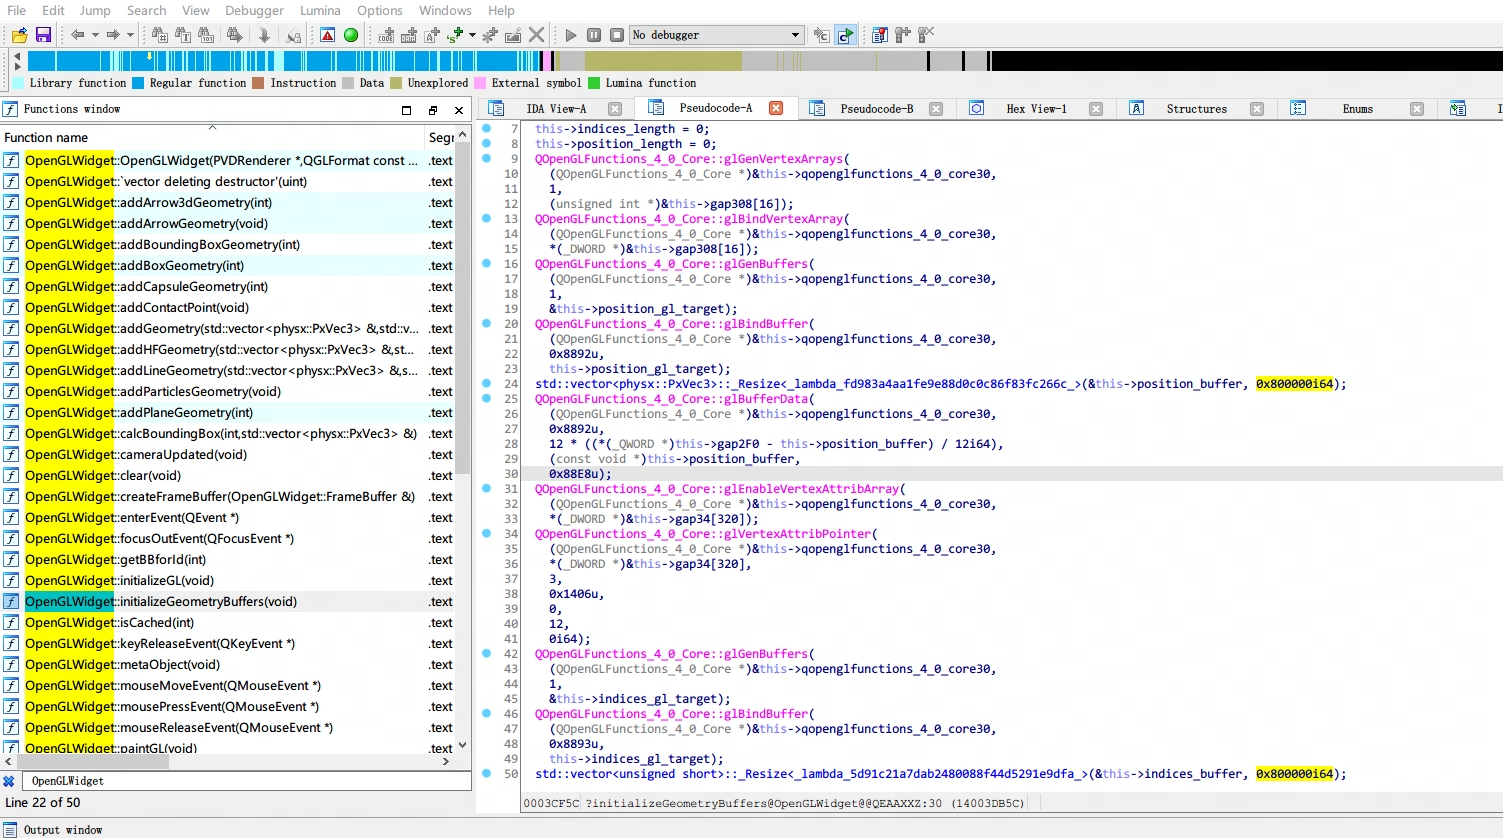 File Edit Jump Search View Debugger Lumina Options Windows Help
No debugger
Library function Regular function Instruction Data Unexplored External symbol Lumina function
Functions window
IDA View-A Pseudocode-A Pseudocode-B Hex View-1 Structures Enums
Function name Segr
OpenGLWidget::OpenGLWidget(PVDRenderer *,QGLFormat const ... .text
OpenGLWidget::`vector deleting destructor'(uint) .text
OpenGLWidget::addArrow3dGeometry(int) .text
OpenGLWidget::addArrowGeometry(void) .text
OpenGLWidget::addBoundingBoxGeometry(int) .text
OpenGLWidget::addBoxGeometry(int) .text
OpenGLWidget::addCapsuleGeometry(int) .text
OpenGLWidget::addContactPoint(void) .text
OpenGLWidget::addGeometry(std::vector<physx::PxVec3> &,std::v... .text
OpenGLWidget::addHFGeometry(std::vector<physx::PxVec3> &,st... .text
OpenGLWidget::addLineGeometry(std::vector<physx::PxVec3> &,s... .text
OpenGLWidget::addParticlesGeometry(void) .text
OpenGLWidget::addPlaneGeometry(int) .text
OpenGLWidget::calcBoundingBox(int,std::vector<physx::PxVec3> &) .text
OpenGLWidget::cameraUpdated(void) .text
OpenGLWidget::clear(void) .text
OpenGLWidget::createFrameBuffer(OpenGLWidget::FrameBuffer &) .text
OpenGLWidget::enterEvent(QEvent *) .text
OpenGLWidget::focusOutEvent(QFocusEvent *) .text
OpenGLWidget::getBBforId(int) .text
OpenGLWidget::initializeGL(void) .text
OpenGLWidget::initializeGeometryBuffers(void) .text
OpenGLWidget::isCached(int) .text
OpenGLWidget::keyReleaseEvent(QKeyEvent *) .text
OpenGLWidget::metaObject(void) .text
OpenGLWidget::mouseMoveEvent(QMouseEvent *) .text
OpenGLWidget::mousePressEvent(QMouseEvent *) .text
OpenGLWidget::mouseReleaseEvent(QMouseEvent *) .text
OpenGLWidget::paintGL(void) .text
OpenGLWidget
Line 22 of 50
7 this->indices_length = 0;
8 this->position_length = 0;
9 QOpenGLFunctions_4_0_Core::glGenVertexArrays(
10 (QOpenGLFunctions_4_0_Core *)&this->qopenglfunctions_4_0_core30,
11 1,
12 (unsigned int *)&this->gap308[16]);
13 QOpenGLFunctions_4_0_Core::glBindVertexArray(
14 (QOpenGLFunctions_4_0_Core *)&this->qopenglfunctions_4_0_core30,
15 *(_DWORD *)&this->gap308[16]);
16 QOpenGLFunctions_4_0_Core::glGenBuffers(
17 (QOpenGLFunctions_4_0_Core *)&this->qopenglfunctions_4_0_core30,
18 1,
19 &this->position_gl_target);
20 QOpenGLFunctions_4_0_Core::glBindBuffer(
21 (QOpenGLFunctions_4_0_Core *)&this->qopenglfunctions_4_0_core30,
22 0x8892u,
23 this->position_gl_target);
24 std::vector<physx::PxVec3>::_Resize<_lambda_fd983a4aa1fe9e88d0c0c86f83fc266c_>(&this->position_buffer, 0x800000i64);
25 QOpenGLFunctions_4_0_Core::glBufferData(
26 (QOpenGLFunctions_4_0_Core *)&this->qopenglfunctions_4_0_core30,
27 0x8892u,
28 12 * ((*(_QWORD *)this->gap2F0 - this->position_buffer) / 12i64),
29 (const void *)this->position_buffer,
30 0x88E8u);
31 QOpenGLFunctions_4_0_Core::glEnableVertexAttribArray(
32 (QOpenGLFunctions_4_0_Core *)&this->qopenglfunctions_4_0_core30,
33 *(_DWORD *)&this->gap34[320]);
34 QOpenGLFunctions_4_0_Core::glVertexAttribPointer(
35 (QOpenGLFunctions_4_0_Core *)&this->qopenglfunctions_4_0_core30,
36 *(_DWORD *)&this->gap34[320],
37 3,
38 0x1406u,
39 0,
40 12,
41 0i64);
42 QOpenGLFunctions_4_0_Core::glGenBuffers(
43 (QOpenGLFunctions_4_0_Core *)&this->qopenglfunctions_4_0_core30,
44 1,
45 &this->indices_gl_target);
46 QOpenGLFunctions_4_0_Core::glBindBuffer(
47 (QOpenGLFunctions_4_0_Core *)&this->qopenglfunctions_4_0_core30,
48 0x8893u,
49 this->indices_gl_target);
50 std::vector<unsigned short>::_Resize<_lambda_5d91c21a7dab2480088f44d5291e9dfa_>(&this->indices_buffer, 0x800000i64);
0003CF5C ?initializeGeometryBuffers@OpenGLWidget@@QEAAXXZ:30 (14003DB5C)
Output window